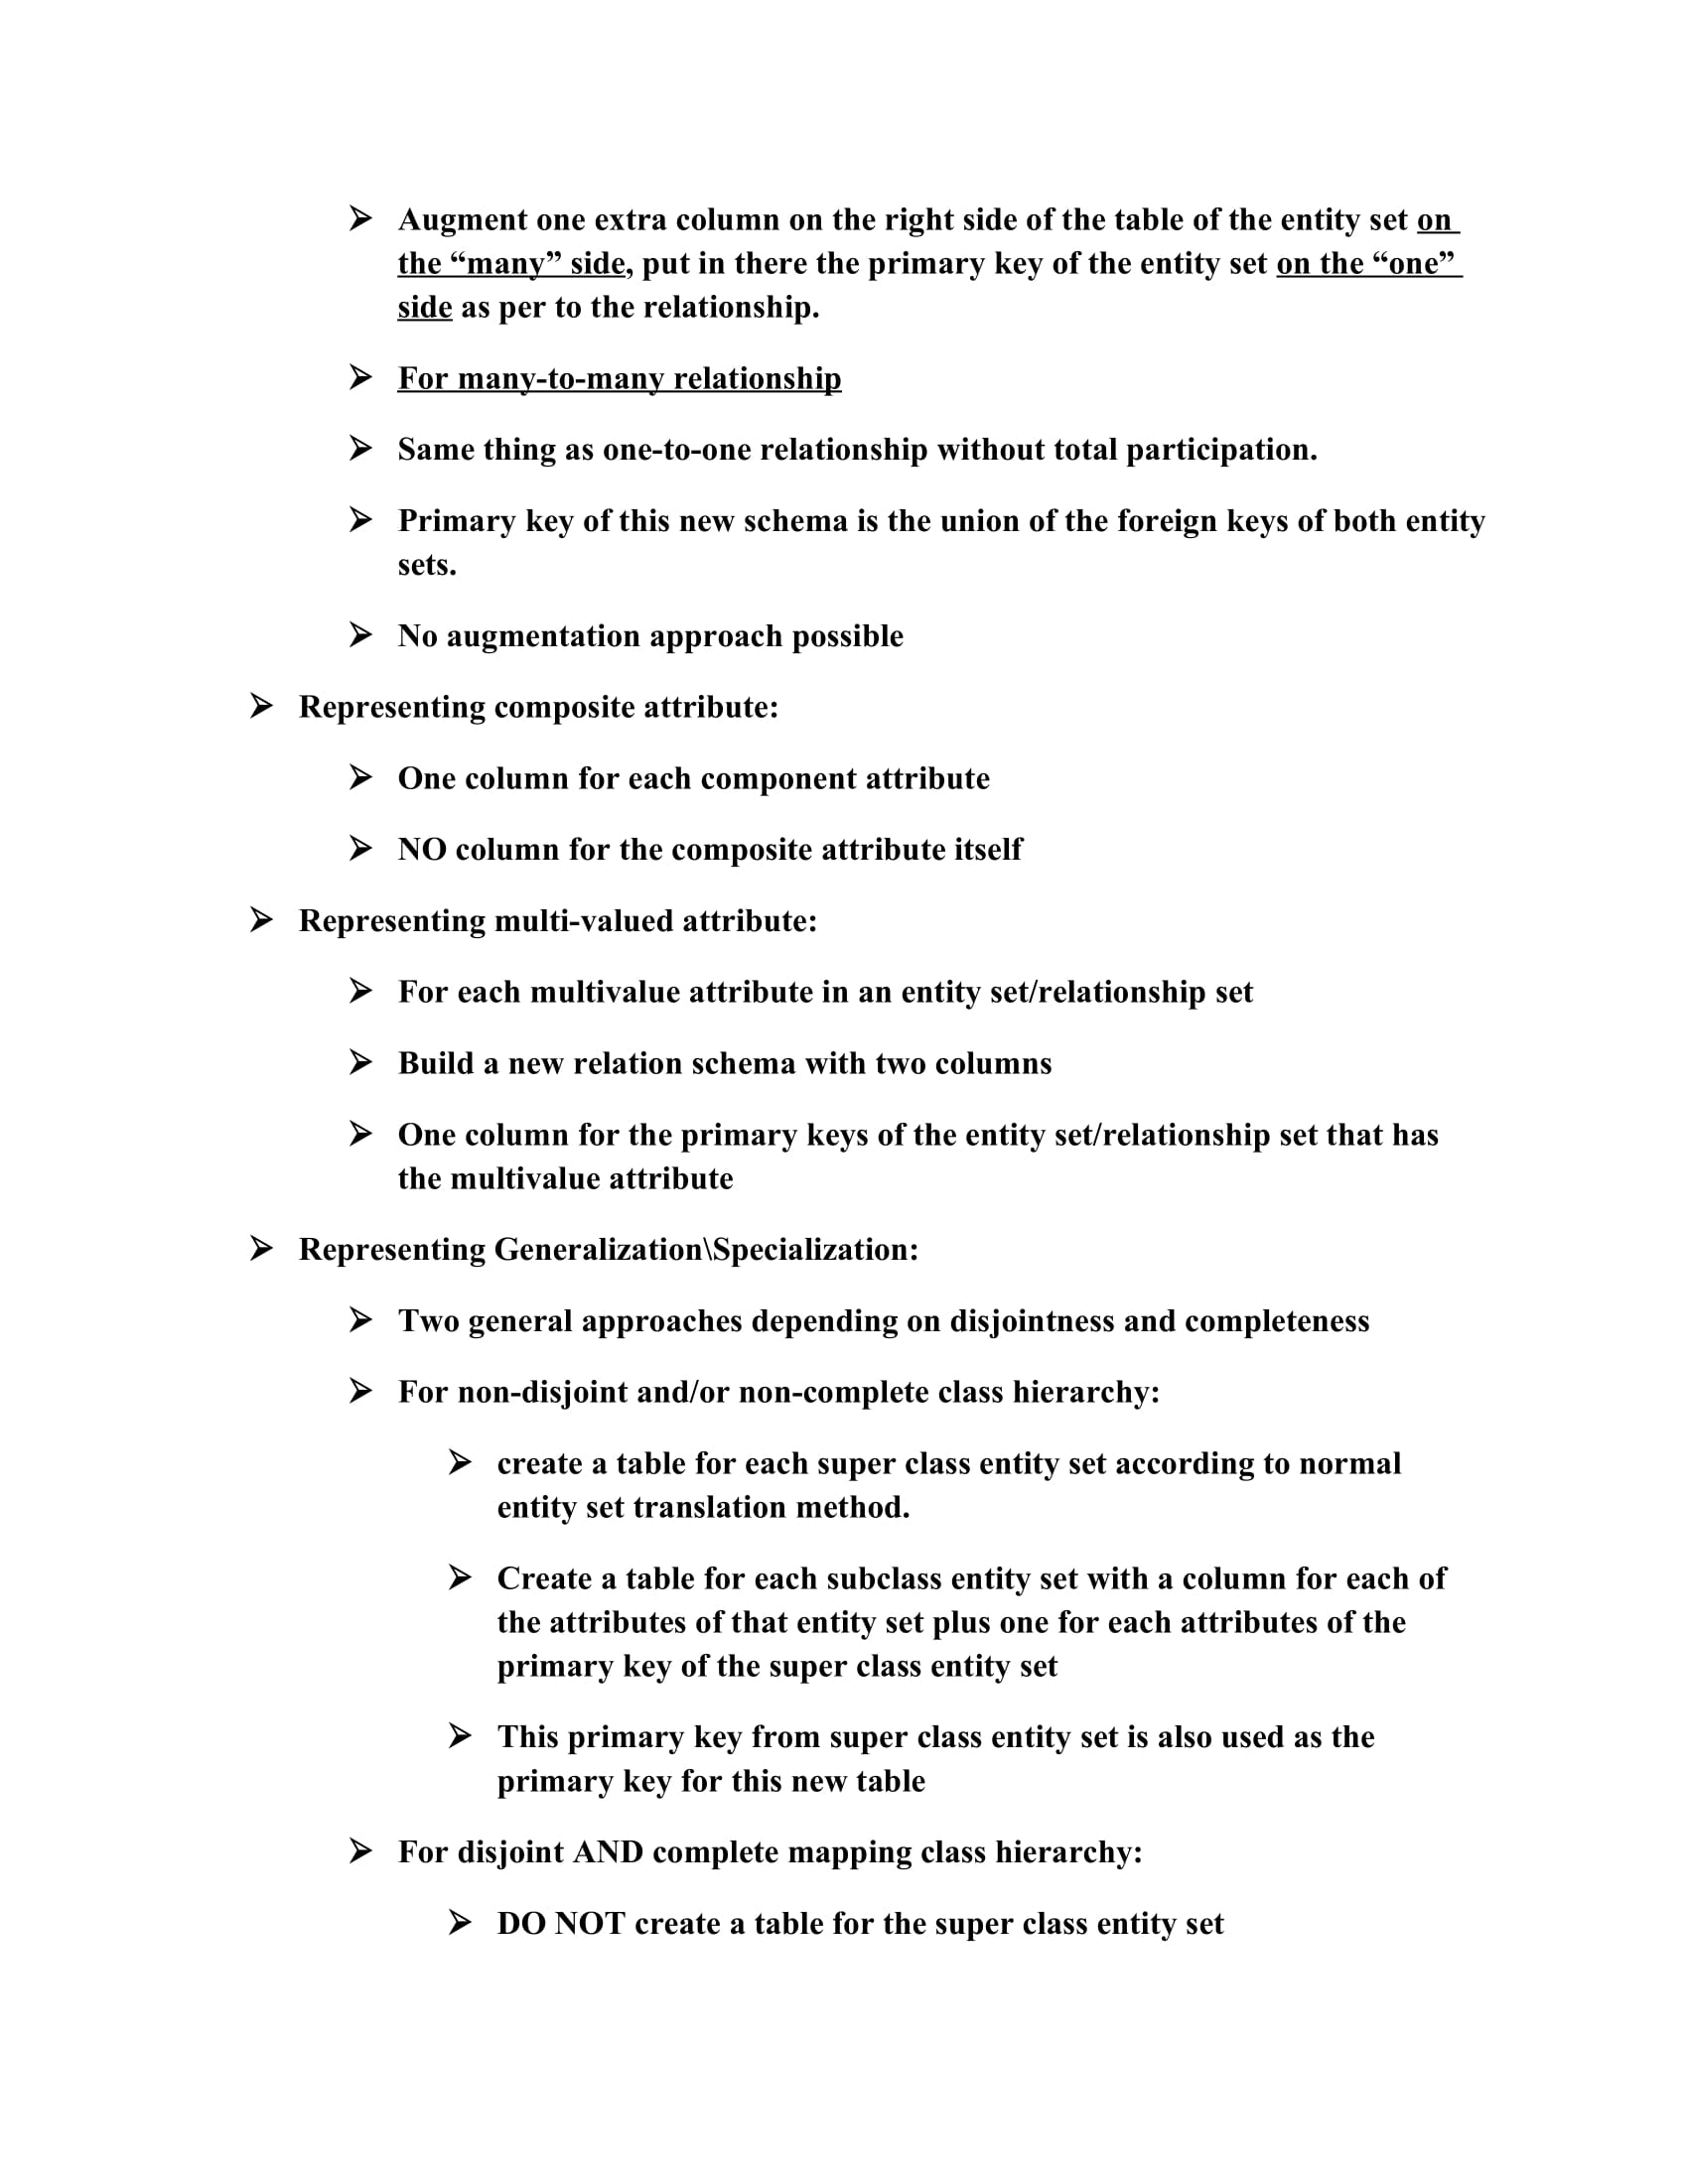 ➢ Augment one extra column on the right side of the table of the entity set on
the “many” side, put in there the primary key of the entity set on the “one”
side as per to the relationship.
➢ For many-to-many relationship
➢ Same thing as one-to-one relationship without total participation.
➢ Primary key of this new schema is the union of the foreign keys of both entity
sets.
➢ No augmentation approach possible
➢ Representing composite attribute:
➢ One column for each component attribute
➢ NO column for the composite attribute itself
➢ Representing multi-valued attribute:
➢ For each multivalue attribute in an entity set/relationship set
➢ Build a new relation schema with two columns
➢ One column for the primary keys of the entity set/relationship set that has
the multivalue attribute
➢ Representing Generalization\Specialization:
➢ Two general approaches depending on disjointness and completeness
➢ For non-disjoint and/or non-complete class hierarchy:
➢ create a table for each super class entity set according to normal
entity set translation method.
➢ Create a table for each subclass entity set with a column for each of
the attributes of that entity set plus one for each attributes of the
primary key of the super class entity set
➢ This primary key from super class entity set is also used as the
primary key for this new table
➢ For disjoint AND complete mapping class hierarchy:
➢ DO NOT create a table for the super class entity set